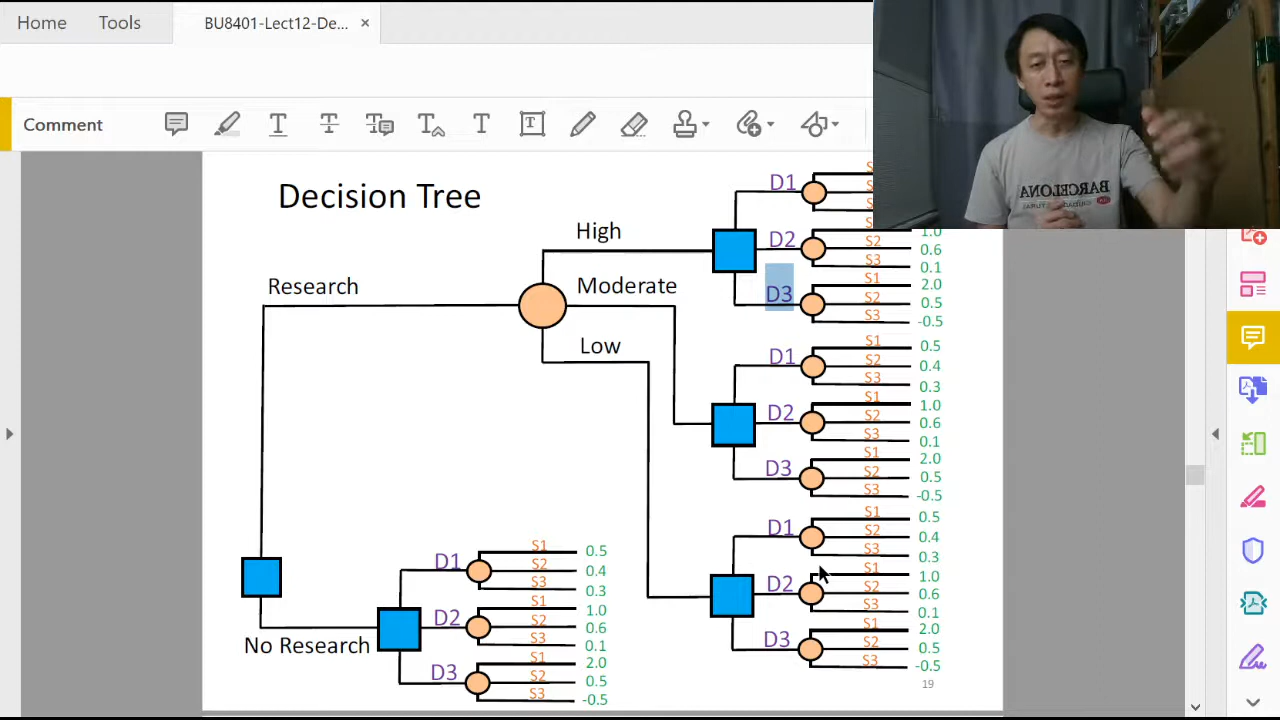 Home
Tools
BU8401-Lect12-De...
×
Comment
Decision Tree
Research
High
Moderate
Low
No Research
D1
D2
S1
1.0
S2
0.6
S3
0.1
D3
S1
2.0
S2
0.5
S3
-0.5
D1
S1
0.5
S2
0.4
S3
0.3
D2
S1
1.0
S2
0.6
S3
0.1
D3
S1
2.0
S2
0.5
S3
-0.5
D1
S1
0.5
S2
0.4
S3
0.3
D2
S1
1.0
S2
0.6
S3
0.1
D3
S1
2.0
S2
0.5
S3
-0.5
D1
S1
0.5
S2
0.4
S3
0.3
D2
S1
1.0
S2
0.6
S3
0.1
D3
S1
2.0
S2
0.5
S3
-0.5
19
BARCELONA